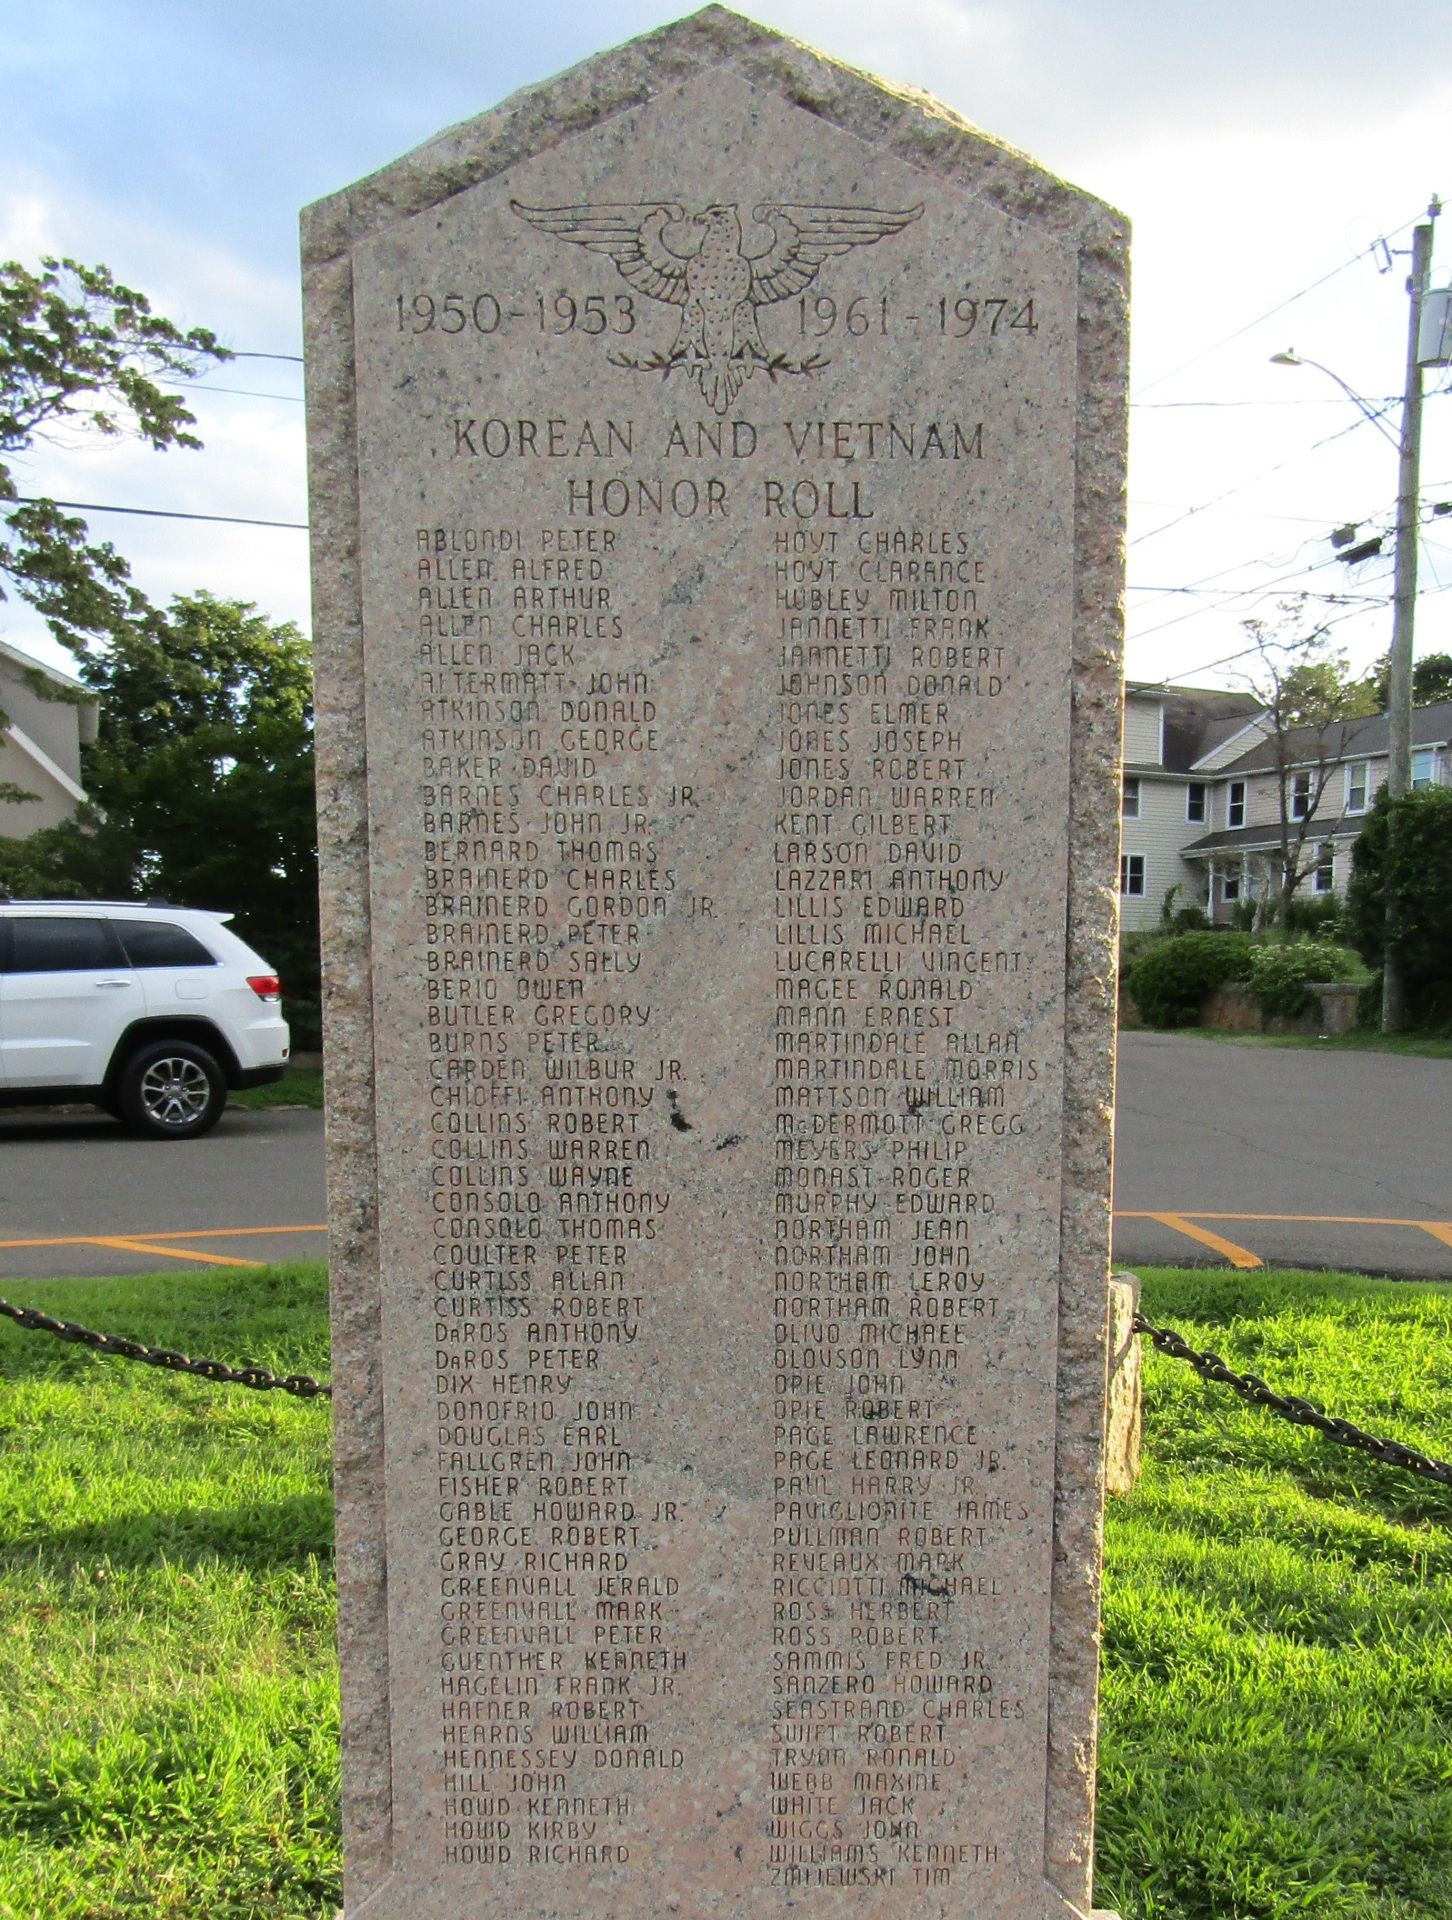 1950-1953 1961-1974
KOREAN AND VIETNAM
HONOR ROLL
ABLONDI PETER
ALLEN ALFRED
ALLEN ARTHUR
ALLEN CHARLES
ALLEN JACK
ALTERMATT JOHN
ATKINSON DONALD
ATKINSON GEORGE
BAKER DAVID
BARNES CHARLES JR.
BARNES JOHN JR.
BERNARD THOMAS
BRAINERD CHARLES
BRAINERD GORDON JR.
BRAINERD PETER
BRAINERD SALLY
BERIO OWEN
BUTLER GREGORY
BURNS PETER
CARDEN WILBUR JR.
CHIOFFI ANTHONY
COLLINS ROBERT
COLLINS WARREN
COLLINS WAYNE
CONSOLO ANTHONY
CONSOLO THOMAS
COULTER PETER
CURTISS ALLAN
CURTISS ROBERT
DAROS ANTHONY
DAROS PETER
DIX HENRY
DONOFRIO JOHN
DOUGLAS EARL
FALLGREN JOHN
FISHER ROBERT
GABLE HOWARD JR.
GEORGE ROBERT
GRAY RICHARD
GREENVALL JERALD
GREENVALL MARK
GREENVALL PETER
GUENTHER KENNETH
HAGELIN FRANK JR.
HAFNER ROBERT
HEARNS WILLIAM
HENNESSEY DONALD
HILL JOHN
HOWD KENNETH
HOWD KIRBY
HOWD RICHARD
HOYT CHARLES
HOYT CLARANCE
HUBLEY MILTON
JANNETTI FRANK
JANNETTI ROBERT
JOHNSON DONALD
JONES ELMER
JONES JOSEPH
JONES ROBERT
JORDAN WARREN
KENT GILBERT
LARSON DAVID
LAZZARI ANTHONY
LILLIS EDWARD
LILLIS MICHAEL
LUCARELLI VINCENT
MAGEE RONALD
MANN ERNEST
MARTINDALE ALLAN
MARTINDALE MORRIS
MATTSON WILLIAM
McDERMOTT GREGG
MEYERS PHILIP
MONAST ROGER
MURPHY EDWARD
NORTHAM JEAN
NORTHAM JOHN
NORTHAM LEROY
NORTHAM ROBERT
OLIVO MICHAEL
OLOVSON LYNN
OPIE JOHN
OPIE ROBERT
PAGE LAWRENCE
PAGE LEONARD JR.
PAUL HARRY JR.
PAVIGLIONITE JAMES
PULLMAN ROBERT
REVEAUX MARK
RICCIOTTI MICHAEL
ROSS HERBERT
ROSS ROBERT
SAMMIS FRED JR.
SANZERO HOWARD
SEASTRAND CHARLES
SWIFT ROBERT
TRYON RONALD
WEBB MAXINE
WHITE JACK
WIGGS JOHN
WILLIAMS KENNETH
ZMIJEWSKI TIM